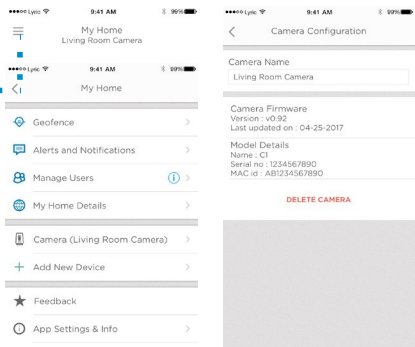 Lyric 9:41 AM 99%
My Home
Living Room Camera
Lyric 9:41 AM 99%
My Home
Geofence
Alerts and Notifications
Manage Users
My Home Details
Camera (Living Room Camera)
Add New Device
Feedback
App Settings & Info
Lyric 9:41 AM 99%
Camera Configuration
Camera Name
Living Room Camera
Camera Firmware
Version : v0.92
Last updated on : 04-25-2017
Model Details
Name : C1
Serial no : 1234567890
MAC id : AB1234567890
DELETE CAMERA